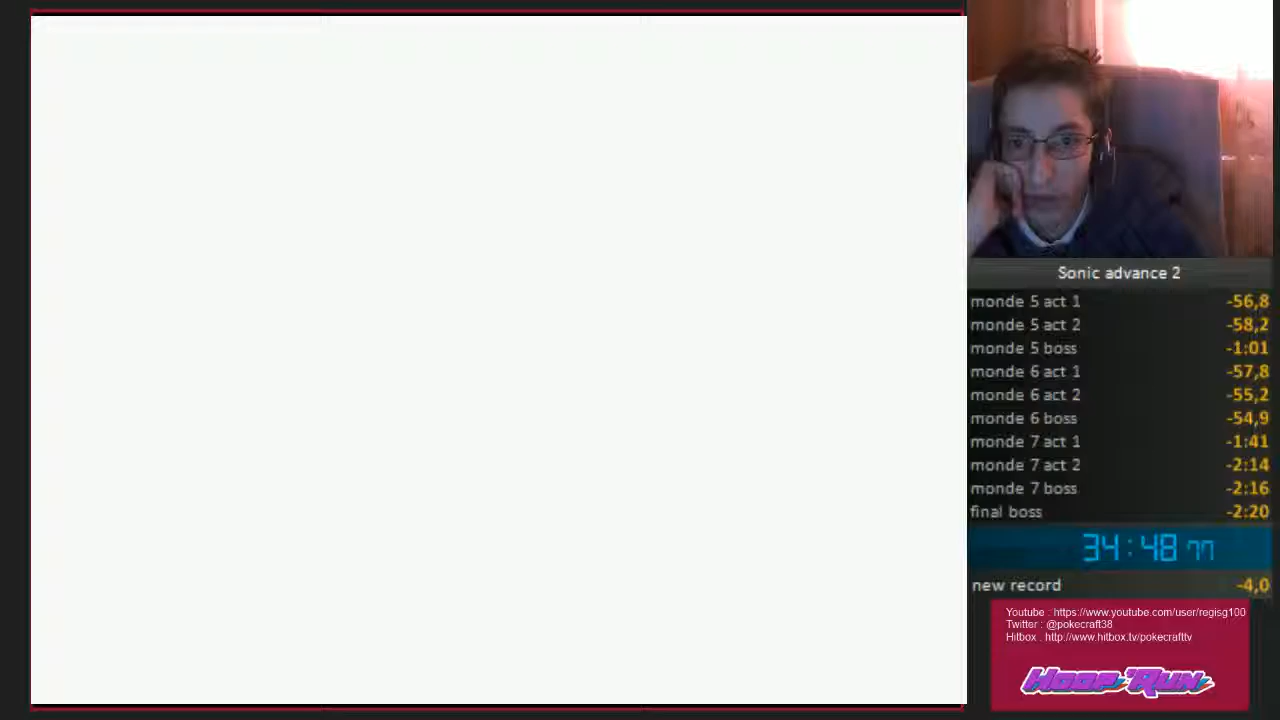 Sonic advance 2
monde 5 act 1 -56,8
monde 5 act 2 -58,2
monde 5 boss -1:01
monde 6 act 1 -57,8
monde 6 act 2 -55,2
monde 6 boss -54,9
monde 7 act 1 -1:41
monde 7 act 2 -2:14
monde 7 boss -2:16
final boss -2:20
34:48 77
new record -4,0
Youtube : https://www.youtube.com/user/regisg100
Twitter : @pokecraft38
Hitbox : http://www.hitbox.tv/pokecrafttv
HOOP'RUN